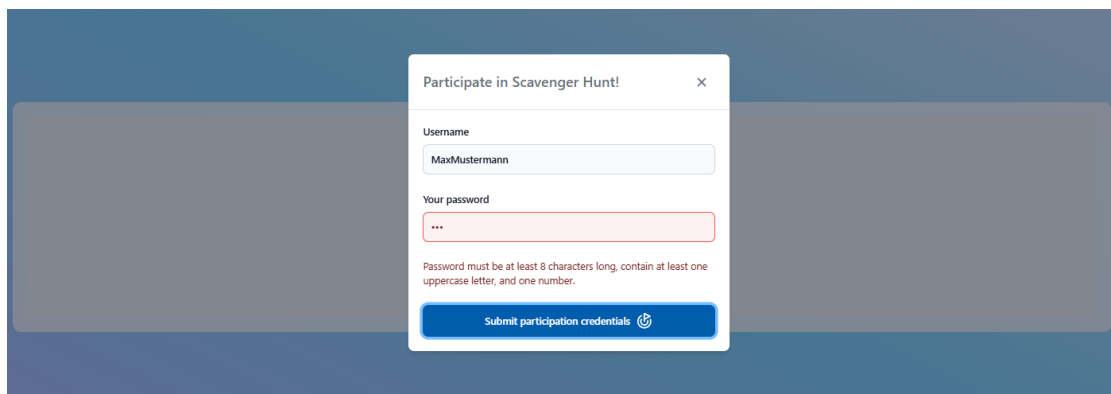 Participate in Scavenger Hunt!
Username
MaxMustermann
Your password
•••
Password must be at least 8 characters long, contain at least one
uppercase letter, and one number.
Submit participation credentials